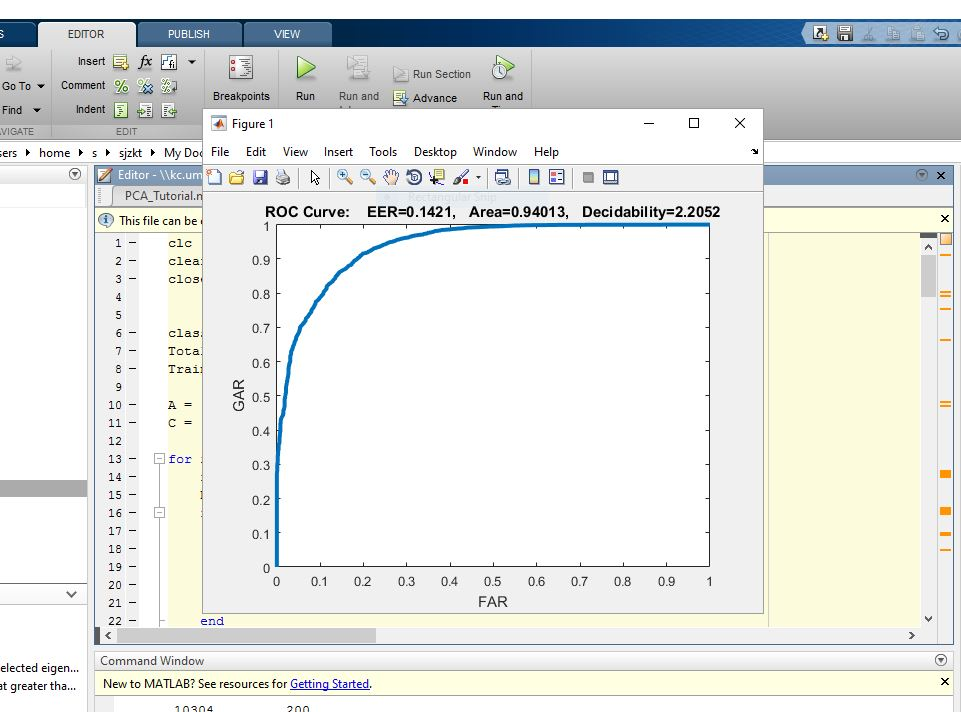 S EDITOR PUBLISH VIEW
Insert fx
Go To Comment Run Section
Find Indent Breakpoints Run Run and Advance Run and
VIGATE EDIT
sers home s sjzkt My Doc
Figure 1
File Edit View Insert Tools Desktop Window Help
Editor - \\kc.um
PCA_Tutorial.m
Rectangular Snip
This file can be
ROC Curve: EER=0.1421, Area=0.94013, Decidability=2.2052
1 clc
2 clea
3 close
4
5
6 clas
7 Tota
8 Train
9
10 A =
11 C =
12
13 for
14
15
16
17
18
19
20
21
22 end
1
0.9
0.8
0.7
0.6
0.5
0.4
0.3
0.2
0.1
0
GAR
0 0.1 0.2 0.3 0.4 0.5 0.6 0.7 0.8 0.9 1
FAR
Command Window
New to MATLAB? See resources for Getting Started.
elected eigen...
at greater tha...
10304 200